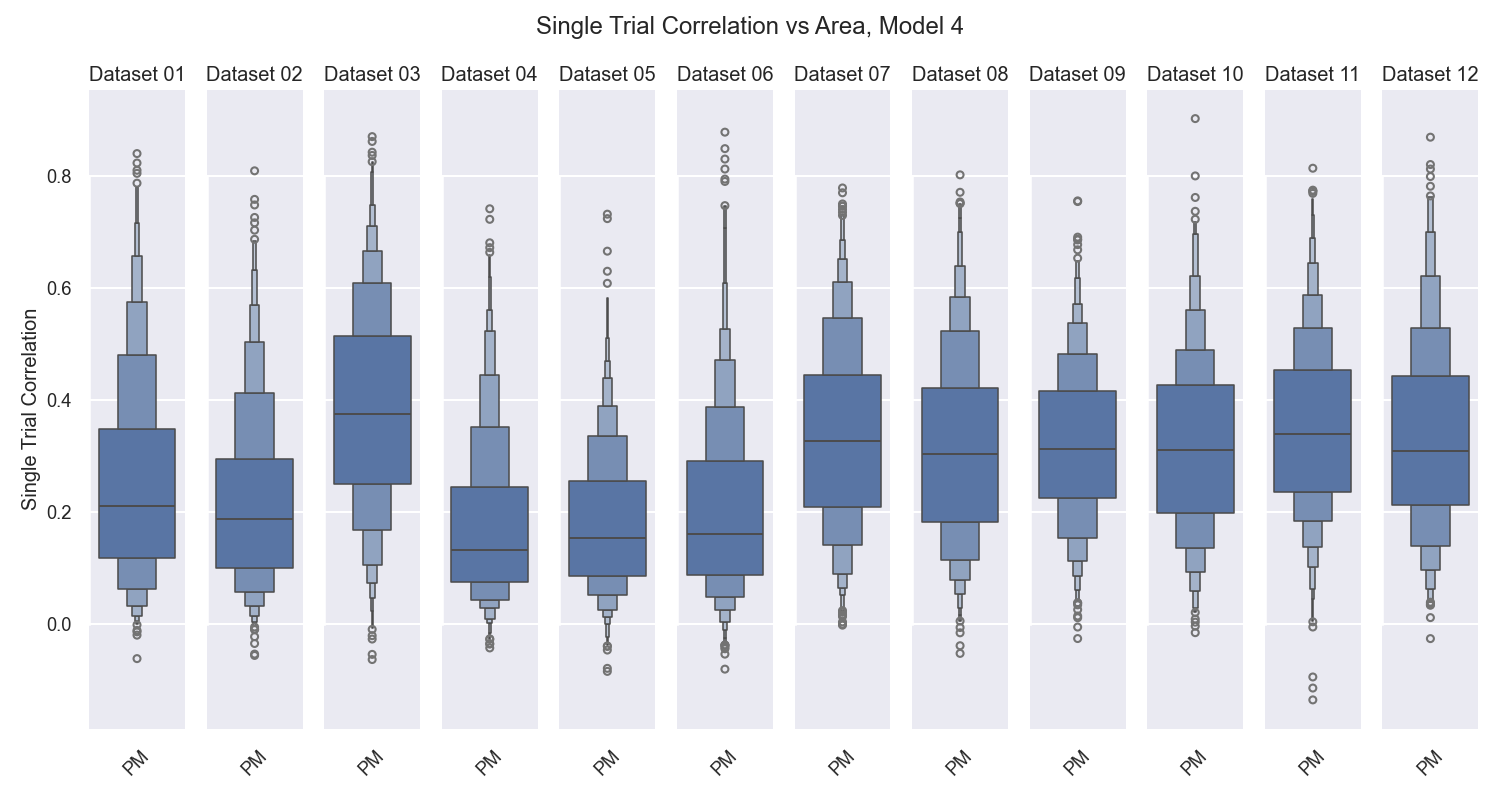 Single Trial Correlation vs Area, Model 4
Dataset 01 Dataset 02 Dataset 03 Dataset 04 Dataset 05 Dataset 06 Dataset 07 Dataset 08 Dataset 09 Dataset 10 Dataset 11 Dataset 12
Single Trial Correlation
0.8
0.6
0.4
0.2
0.0
PM PM PM PM PM PM PM PM PM PM PM PM